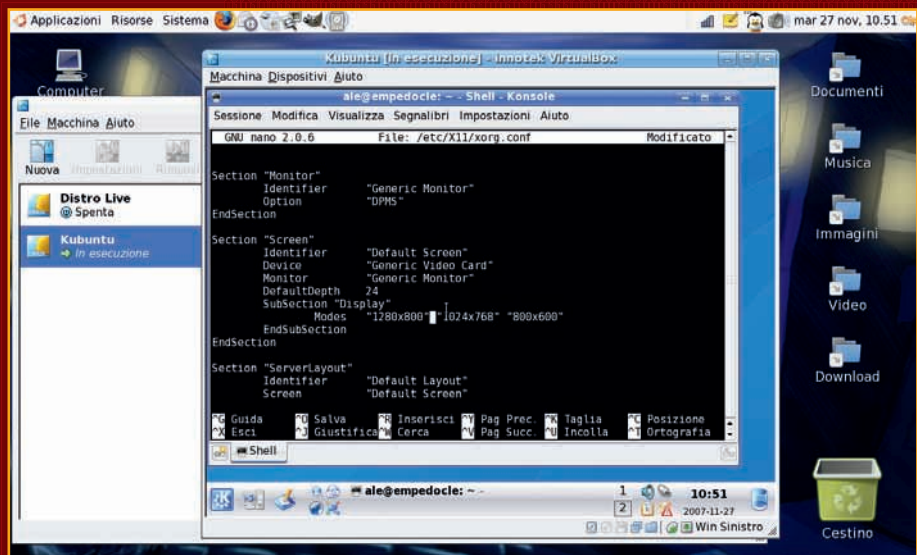 Applicazioni Risorse Sistema
mar 27 nov, 10.51
Computer
File Macchina Aiuto
Nuova Impostazioni
Distro Live
Spenta
Kubuntu
In esecuzione
Kubuntu [In esecuzione] - innotek VirtualBox
Macchina Dispositivi Aiuto
ale@empedocle: ~ - Shell - Konsole
Sessione Modifica Visualizza Segnalibri Impostazioni Aiuto
GNU nano 2.0.6 File: /etc/X11/xorg.conf Modificato
Section "Monitor"
Identifier "Generic Monitor"
Option "DPMS"
EndSection
Section "Screen"
Identifier "Default Screen"
Device "Generic Video Card"
Monitor "Generic Monitor"
DefaultDepth 24
SubSection "Display"
Modes "1280x800" "1024x768" "800x600"
EndSubSection
EndSection
Section "ServerLayout"
Identifier "Default Layout"
Screen "Default Screen"
^G Guida ^O Salva ^R Inserisci ^Y Pag Prec. ^K Taglia ^C Posizione
^X Esci ^J Giustifica ^W Cerca ^V Pag Succ. ^U Incolla ^T Ortografia
Shell
ale@empedocle: ~ -
1
2
10:51
2007-11-27
Win Sinistro
Documenti
Musica
Immagini
Video
Download
Cestino